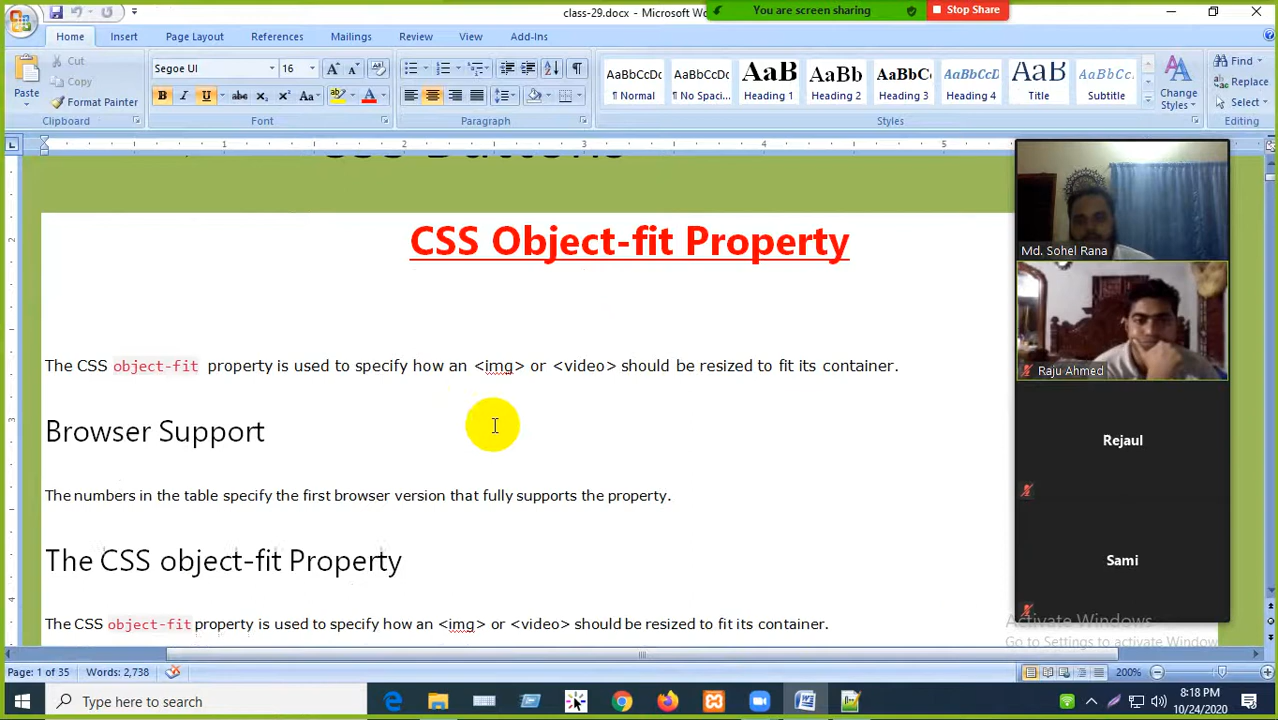 class-29.docx - Microsoft Wo
You are screen sharing
Stop Share
Home
Insert
Page Layout
References
Mailings
Review
View
Add-Ins
Paste
Cut
Copy
Format Painter
Clipboard
Segoe UI
16
Font
Paragraph
AaBbCcDc
¶ Normal
AaBbCcDc
¶ No Spaci...
AaB
Heading 1
AaBb
Heading 2
AaBbCc
Heading 3
AaBbCcD
Heading 4
AaB
Title
AaBbCc.
Subtitle
Change
Styles
Styles
Find
Replace
Select
Editing
CSS Buttons
CSS Object-fit Property
The CSS object-fit property is used to specify how an <img> or <video> should be resized to fit its container.
Browser Support
The numbers in the table specify the first browser version that fully supports the property.
The CSS object-fit Property
The CSS object-fit property is used to specify how an <img> or <video> should be resized to fit its container.
Md. Sohel Rana
Raju Ahmed
Rejaul
Sami
Activate Windows
Go to Settings to activate Windows
Page: 1 of 35
Words: 2,738
200%
Type here to search
8:18 PM
10/24/2020